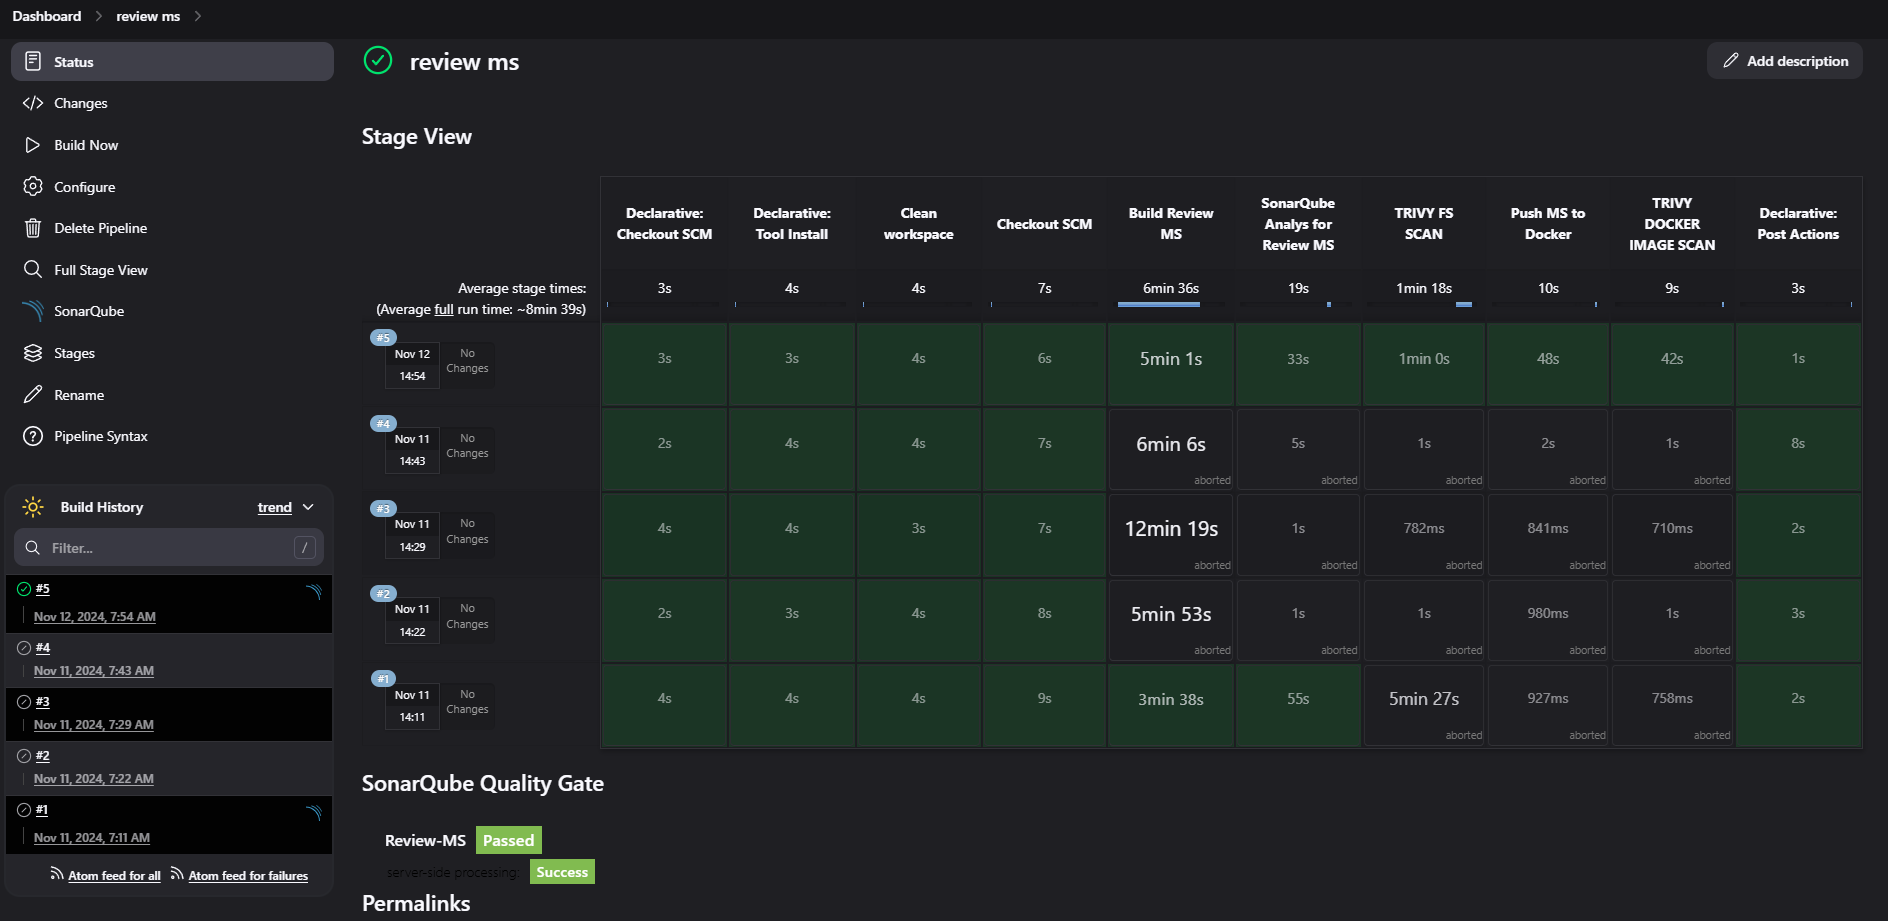 Dashboard > review ms >
Status
Changes
Build Now
Configure
Delete Pipeline
Full Stage View
SonarQube
Stages
Rename
Pipeline Syntax
Build History trend
Filter... /
#5
Nov 12, 2024, 7:54 AM
#4
Nov 11, 2024, 7:43 AM
#3
Nov 11, 2024, 7:29 AM
#2
Nov 11, 2024, 7:22 AM
#1
Nov 11, 2024, 7:11 AM
Atom feed for all Atom feed for failures
review ms
Add description
Stage View
Declarative: Checkout SCM
Declarative: Tool Install
Clean workspace
Checkout SCM
Build Review MS
SonarQube Analys for Review MS
TRIVY FS SCAN
Push MS to Docker
TRIVY DOCKER IMAGE SCAN
Declarative: Post Actions
Average stage times: 3s 4s 4s 7s 6min 36s 19s 1min 18s 10s 9s 3s
(Average full run time: ~8min 39s)
#5
Nov 12 14:54 No Changes
3s 3s 4s 6s 5min 1s 33s 1min 0s 48s 42s 1s
#4
Nov 11 14:43 No Changes
2s 4s 4s 7s 6min 6s 5s 1s 2s 1s 8s
aborted aborted aborted aborted aborted
#3
Nov 11 14:29 No Changes
4s 4s 3s 7s 12min 19s 1s 782ms 841ms 710ms 2s
aborted aborted aborted aborted aborted
#2
Nov 11 14:22 No Changes
2s 3s 4s 8s 5min 53s 1s 1s 980ms 1s 3s
aborted aborted aborted aborted aborted
#1
Nov 11 14:11 No Changes
4s 4s 4s 9s 3min 38s 55s 5min 27s 927ms 758ms 2s
aborted aborted aborted
SonarQube Quality Gate
Review-MS Passed
server-side processing: Success
Permalinks